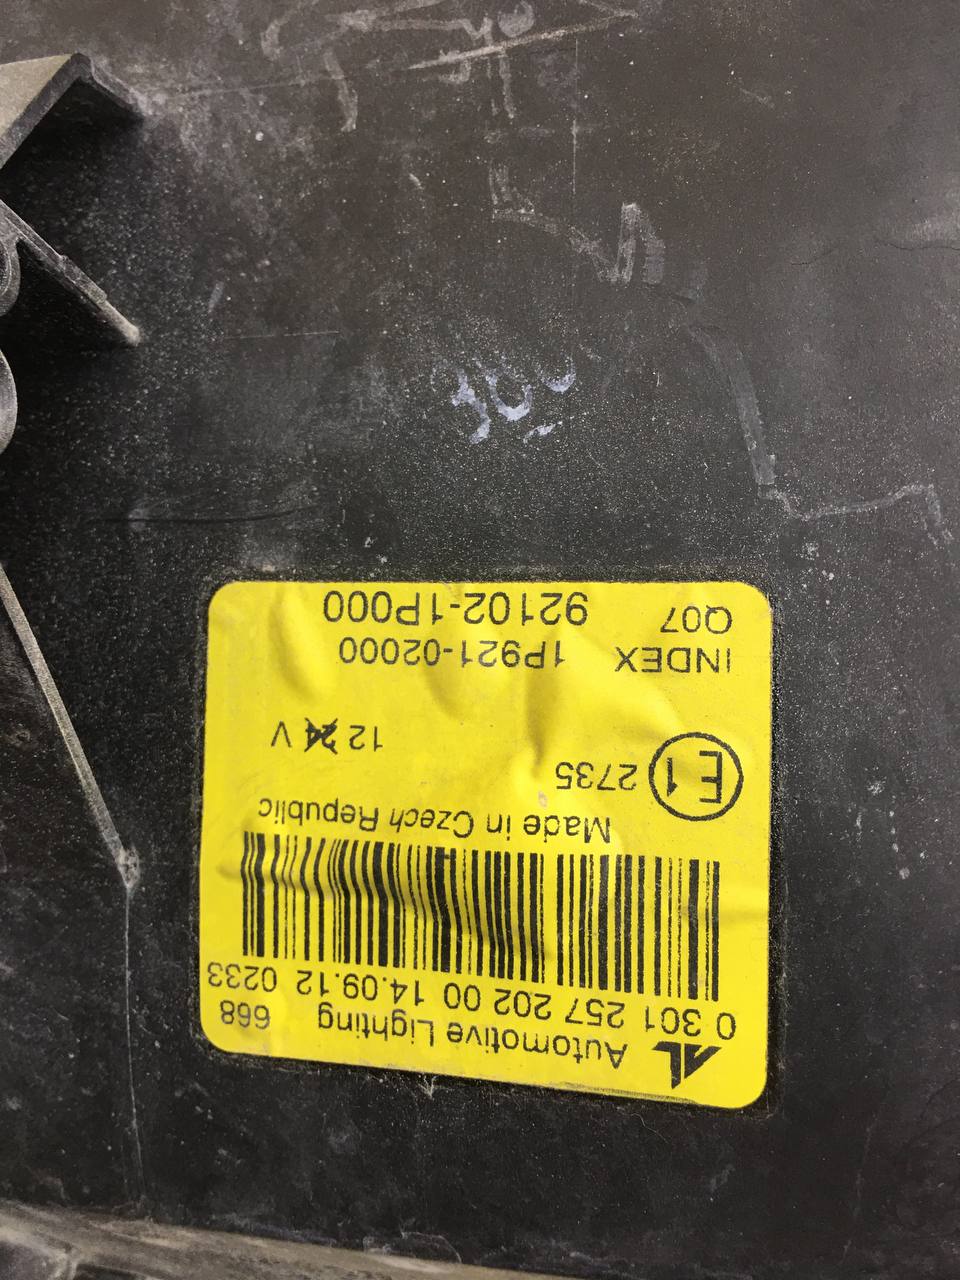 AL Automotive Lighting 668
0 301 257 202 00 14.09.12 0233
Made in Czech Republic
E1 2735
12 24 V
INDEX 1P921-02000
Q07 92102-1P000